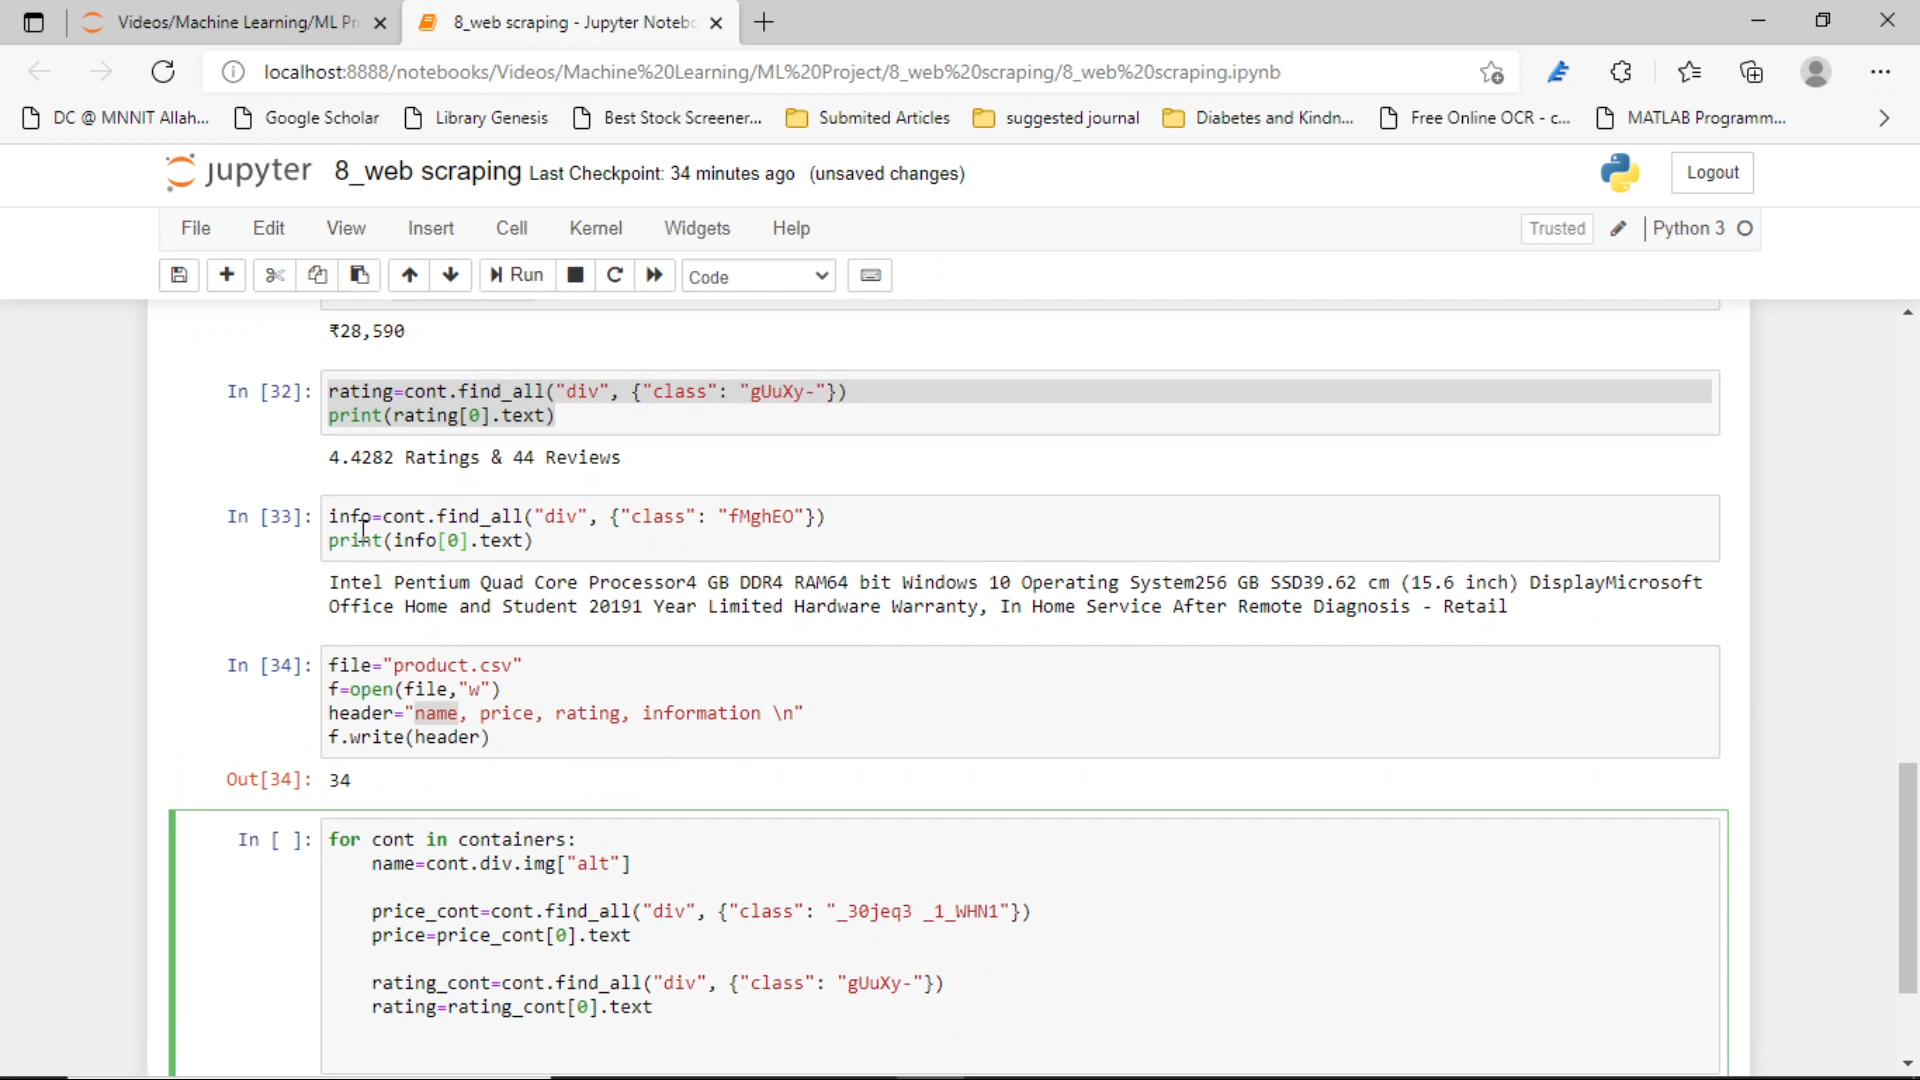 Videos/Machine Learning/ML Pr
8_web scraping - Jupyter Notebo
localhost:8888/notebooks/Videos/Machine%20Learning/ML%20Project/8_web%20scraping/8_web%20scraping.ipynb
DC @ MNNIT Allah...
Google Scholar
Library Genesis
Best Stock Screener...
Submited Articles
suggested journal
Diabetes and Kindn...
Free Online OCR - c...
MATLAB Programm...
jupyter 8_web scraping Last Checkpoint: 34 minutes ago (unsaved changes)
Logout
File Edit View Insert Cell Kernel Widgets Help
Trusted
Python 3
Run
Code
₹28,590
In [32]: rating=cont.find_all("div", {"class": "gUuXy-"})
print(rating[0].text)
4.4282 Ratings & 44 Reviews
In [33]: info=cont.find_all("div", {"class": "fMghEO"})
print(info[0].text)
Intel Pentium Quad Core Processor4 GB DDR4 RAM64 bit Windows 10 Operating System256 GB SSD39.62 cm (15.6 inch) DisplayMicrosoft
Office Home and Student 20191 Year Limited Hardware Warranty, In Home Service After Remote Diagnosis - Retail
In [34]: file="product.csv"
f=open(file,"w")
header="name, price, rating, information \n"
f.write(header)
Out[34]: 34
In [ ]: for cont in containers:
name=cont.div.img["alt"]
price_cont=cont.find_all("div", {"class": "_30jeq3 _1_WHN1"})
price=price_cont[0].text
rating_cont=cont.find_all("div", {"class": "gUuXy-"})
rating=rating_cont[0].text